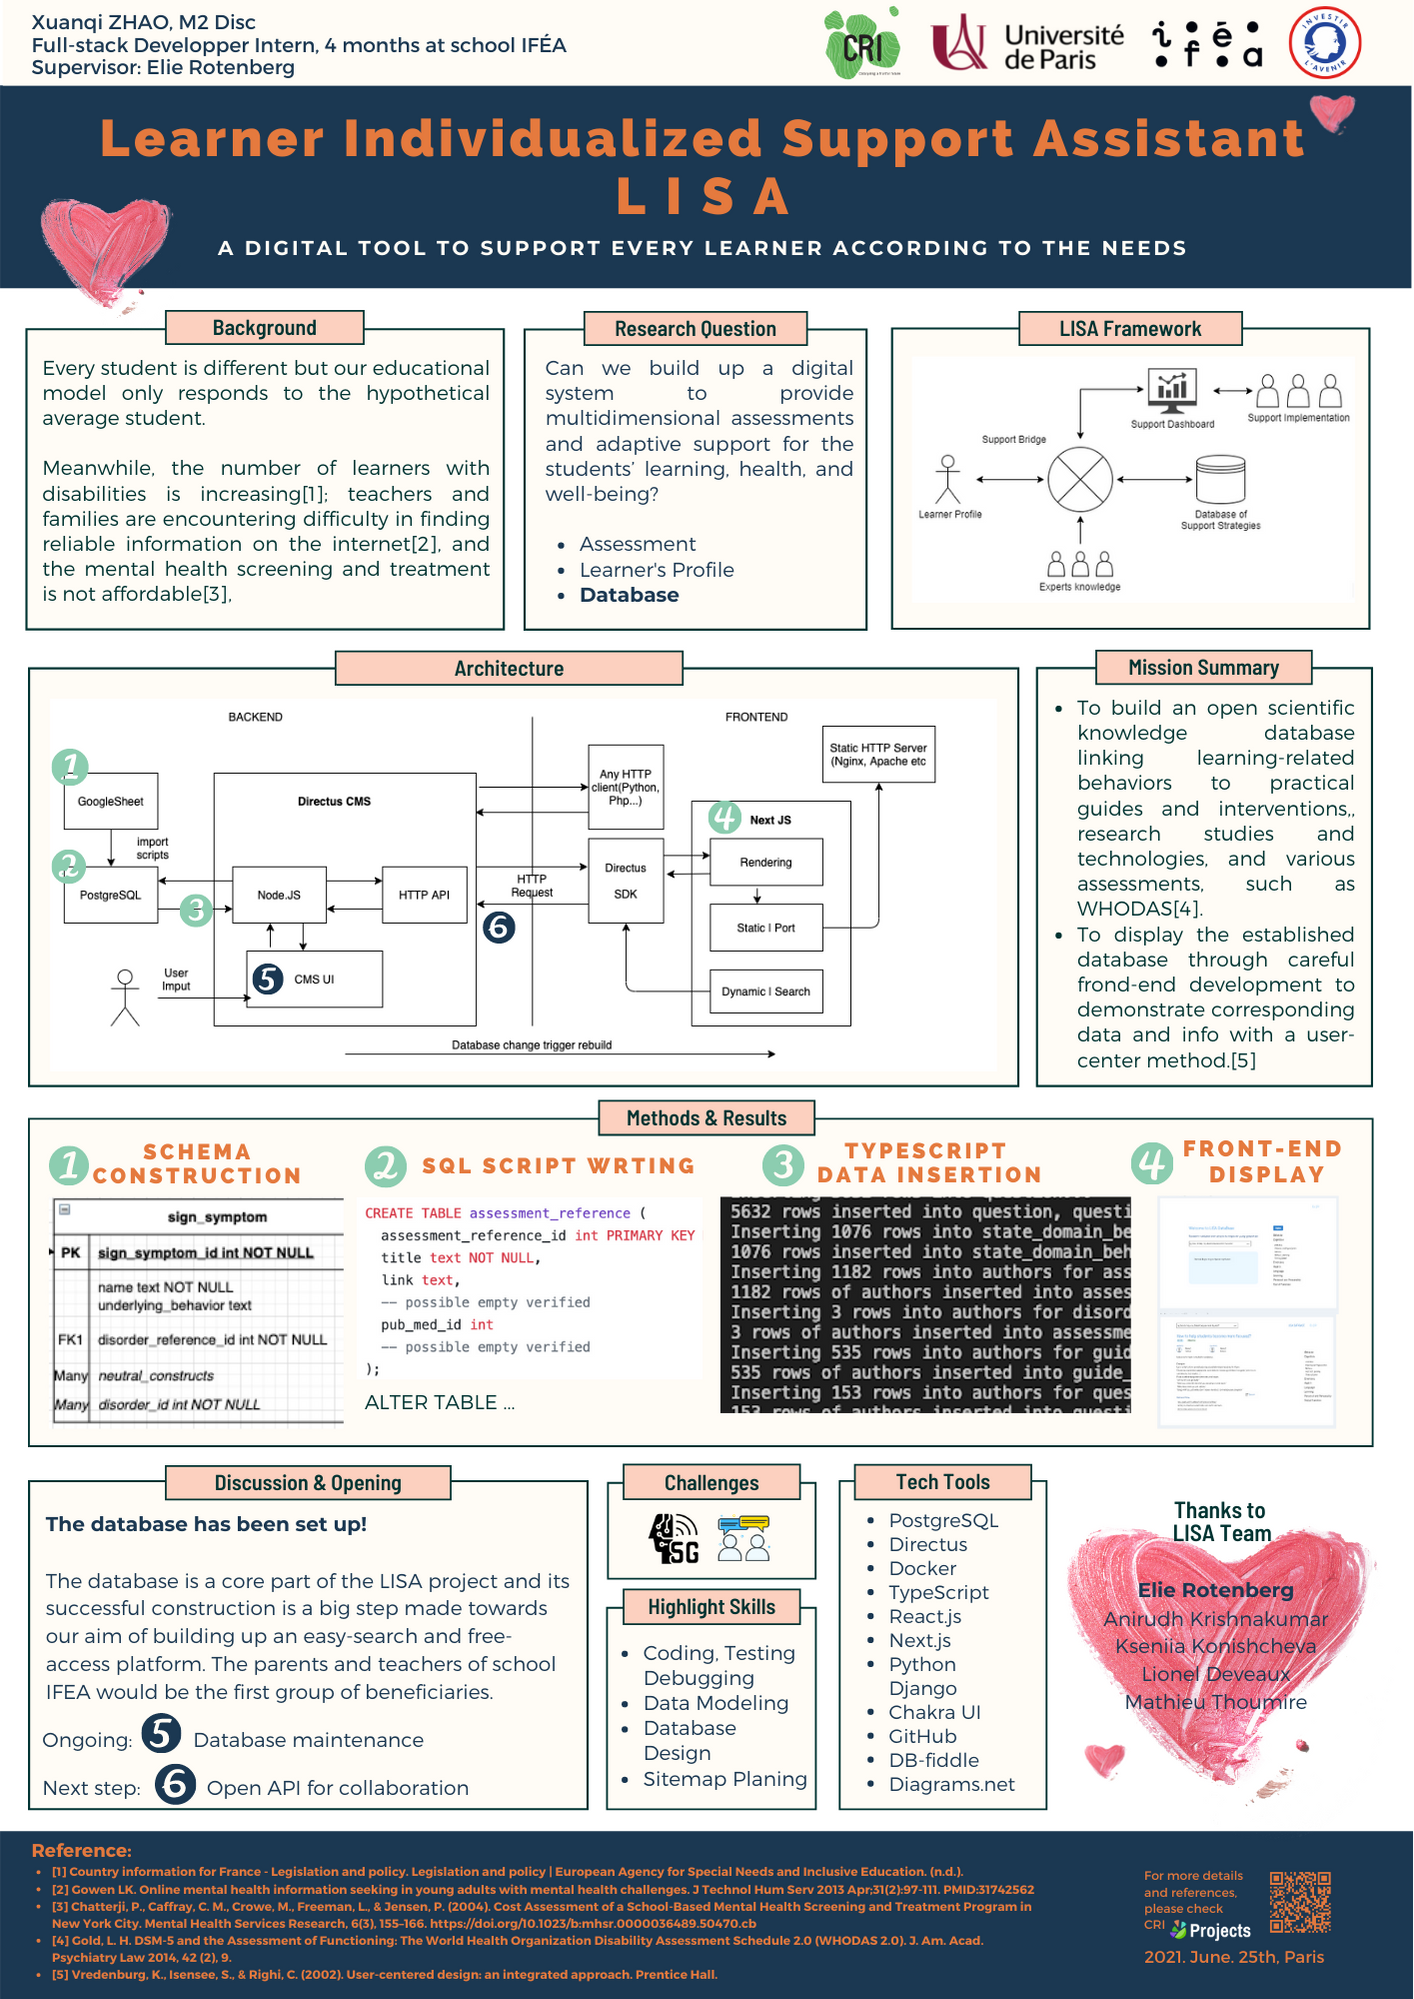 Xuanqi ZHAO, M2 Disc
Full-stack Developper Intern, 4 months at school IFÉA
Supervisor: Elie Rotenberg
CRI
Université
de Paris
i f é a
INVESTIR
L'AVENIR
Learner Individualized Support Assistant
LISA
A DIGITAL TOOL TO SUPPORT EVERY LEARNER ACCORDING TO THE NEEDS
Background
Every student is different but our educational
model only responds to the hypothetical
average student.
Meanwhile, the number of learners with
disabilities is increasing[1]; teachers and
families are encountering difficulty in finding
reliable information on the internet[2], and
the mental health screening and treatment
is not affordable[3],
Research Question
Can we build up a digital
system to provide
multidimensional assessments
and adaptive support for the
students' learning, health, and
well-being?
• Assessment
• Learner's Profile
• Database
LISA Framework
Support Dashboard
Support Implementation
Support Bridge
Learner Profile
Database of
Support Strategies
Experts knowledge
Architecture
BACKEND
FRONTEND
1
GoogleSheet
import
scripts
2
PostgreSQL
3
Directus CMS
Node.JS
HTTP API
5
CMS UI
User
Imput
HTTP
Request
6
Any HTTP
client(Python,
Php...)
Directus
SDK
4
Next JS
Rendering
Static | Port
Dynamic | Search
Static HTTP Server
(Nginx, Apache etc
Database change trigger rebuild
Mission Summary
• To build an open scientific
knowledge database
linking learning-related
behaviors to practical
guides and interventions,,
research studies and
technologies, and various
assessments, such as
WHODAS[4].
• To display the established
database through careful
frond-end development to
demonstrate corresponding
data and info with a user-
center method.[5]
Methods & Results
1 SCHEMA
CONSTRUCTION
sign_symptom
PK sign_symptom_id int NOT NULL
name text NOT NULL
underlying_behavior text
FK1 disorder_reference_id int NOT NULL
Many neutral_constructs
Many disorder_id int NOT NULL
2 SQL SCRIPT WRTING
CREATE TABLE assessment_reference (
assessment_reference_id int PRIMARY KEY
title text NOT NULL,
link text,
-- possible empty verified
pub_med_id int
-- possible empty verified
);
ALTER TABLE ...
3 TYPESCRIPT
DATA INSERTION
5632 rows inserted into question, questi
Inserting 1076 rows into state_domain_be
1076 rows inserted into state_domain_beh
Inserting 1182 rows into authors for ass
1182 rows of authors inserted into asses
Inserting 3 rows into authors for disord
3 rows of authors inserted into assessme
Inserting 535 rows into authors for guid
535 rows of authors inserted into guide_
Inserting 153 rows into authors for ques
153 rows of authors inserted into questi
4 FRONT-END
DISPLAY
Discussion & Opening
The database has been set up!
The database is a core part of the LISA project and its
successful construction is a big step made towards
our aim of building up an easy-search and free-
access platform. The parents and teachers of school
IFEA would be the first group of beneficiaries.
Ongoing: 5 Database maintenance
Next step: 6 Open API for collaboration
Challenges
5G
Highlight Skills
• Coding, Testing
Debugging
• Data Modeling
• Database
Design
• Sitemap Planing
Tech Tools
• PostgreSQL
• Directus
• Docker
• TypeScript
• React.js
• Next.js
• Python
Django
• Chakra UI
• GitHub
• DB-fiddle
• Diagrams.net
Thanks to
LISA Team
Elie Rotenberg
Anirudh Krishnakumar
Kseniia Konishcheva
Lionel Deveaux
Mathieu Thoumire
Reference:
• [1] Country information for France - Legislation and policy. Legislation and policy | European Agency for Special Needs and Inclusive Education. (n.d.).
• [2] Gowen LK. Online mental health information seeking in young adults with mental health challenges. J Technol Hum Serv 2013 Apr;31(2):97-111. PMID:31742562
• [3] Chatterji, P., Caffray, C. M., Crowe, M., Freeman, L., & Jensen, P. (2004). Cost Assessment of a School-Based Mental Health Screening and Treatment Program in
New York City. Mental Health Services Research, 6(3), 155–166. https://doi.org/10.1023/b:mhsr.0000036489.50470.cb
• [4] Gold, L. H. DSM-5 and the Assessment of Functioning: The World Health Organization Disability Assessment Schedule 2.0 (WHODAS 2.0). J. Am. Acad.
Psychiatry Law 2014, 42 (2), 9.
• [5] Vredenburg, K., Isensee, S., & Righi, C. (2002). User-centered design: an integrated approach. Prentice Hall.
For more details
and references,
please check
CRI Projects
2021. June. 25th, Paris